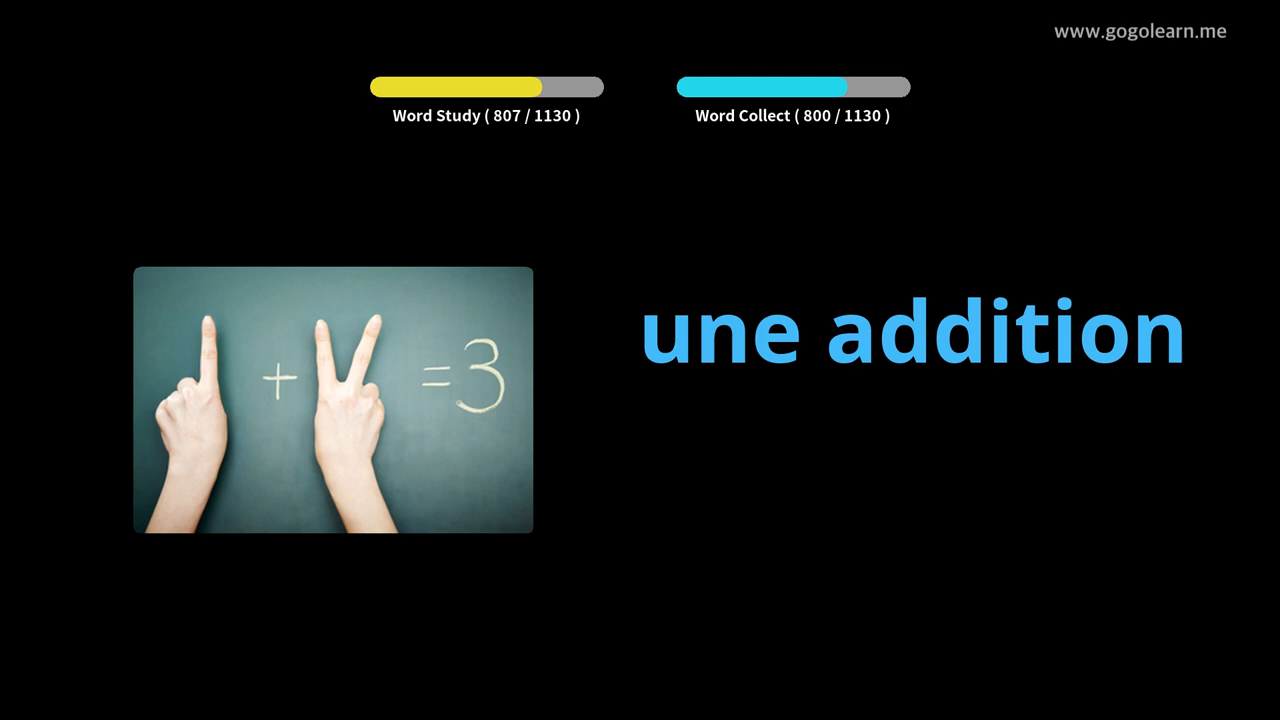 www.gogolearn.me
Word Study ( 807 / 1130 )
Word Collect ( 800 / 1130 )
une addition
+ =3